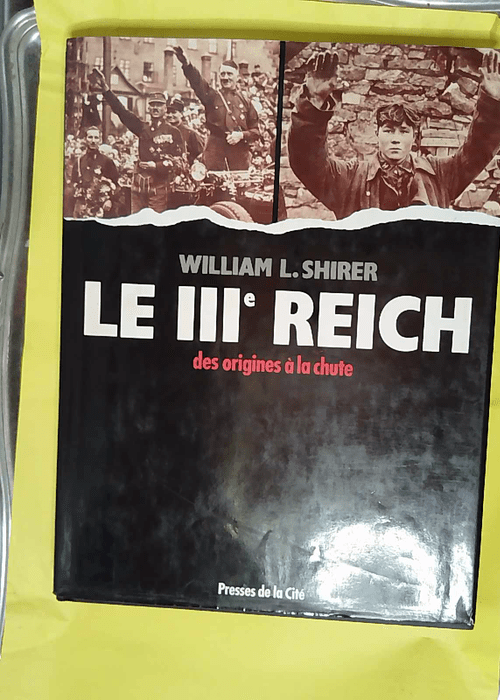 WILLIAM L. SHIRER
LE IIIe REICH
des origines à la chute
Presses de la Cité